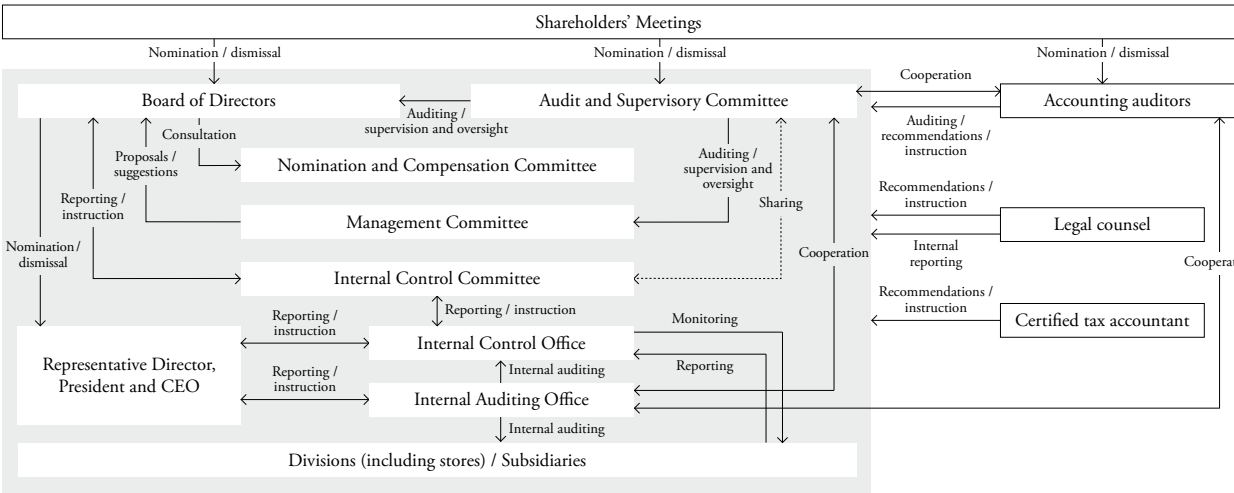 Shareholders' Meetings
Nomination / dismissal
Nomination / dismissal
Nomination / dismissal
Board of Directors
Audit and Supervisory Committee
Cooperation
Accounting auditors
Auditing /
supervision and oversight
Consultation
Auditing /
recommendations /
instruction
Proposals /
suggestions
Nomination and Compensation Committee
Auditing /
supervision and
oversight
Reporting /
instruction
Sharing
Management Committee
Recommendations /
instruction
Legal counsel
Internal
reporting
Nomination /
dismissal
Cooperation
Internal Control Committee
Recommendations /
instruction
Certified tax accountant
Reporting / instruction
Representative Director,
President and CEO
Reporting /
instruction
Internal Control Office
Monitoring
Reporting
Internal auditing
Reporting /
instruction
Internal Auditing Office
Internal auditing
Divisions (including stores) / Subsidiaries